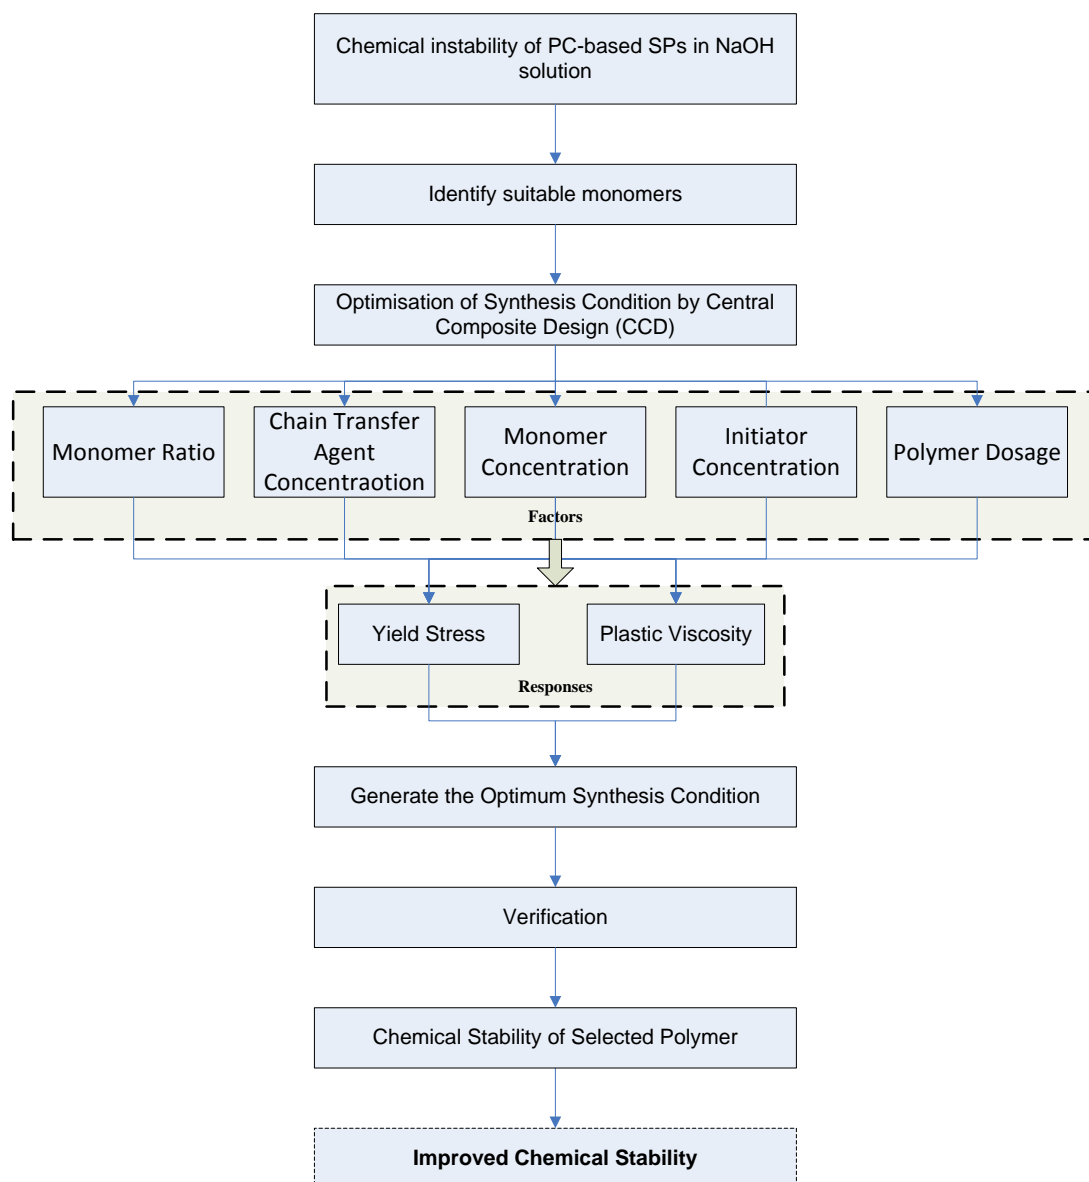 Chemical instability of PC-based SPs in NaOH
solution
Identify suitable monomers
Optimisation of Synthesis Condition by Central
Composite Design (CCD)
Monomer Ratio
Chain Transfer
Agent
Concentraotion
Monomer
Concentration
Initiator
Concentration
Polymer Dosage
Factors
Yield Stress
Plastic Viscosity
Responses
Generate the Optimum Synthesis Condition
Verification
Chemical Stability of Selected Polymer
Improved Chemical Stability